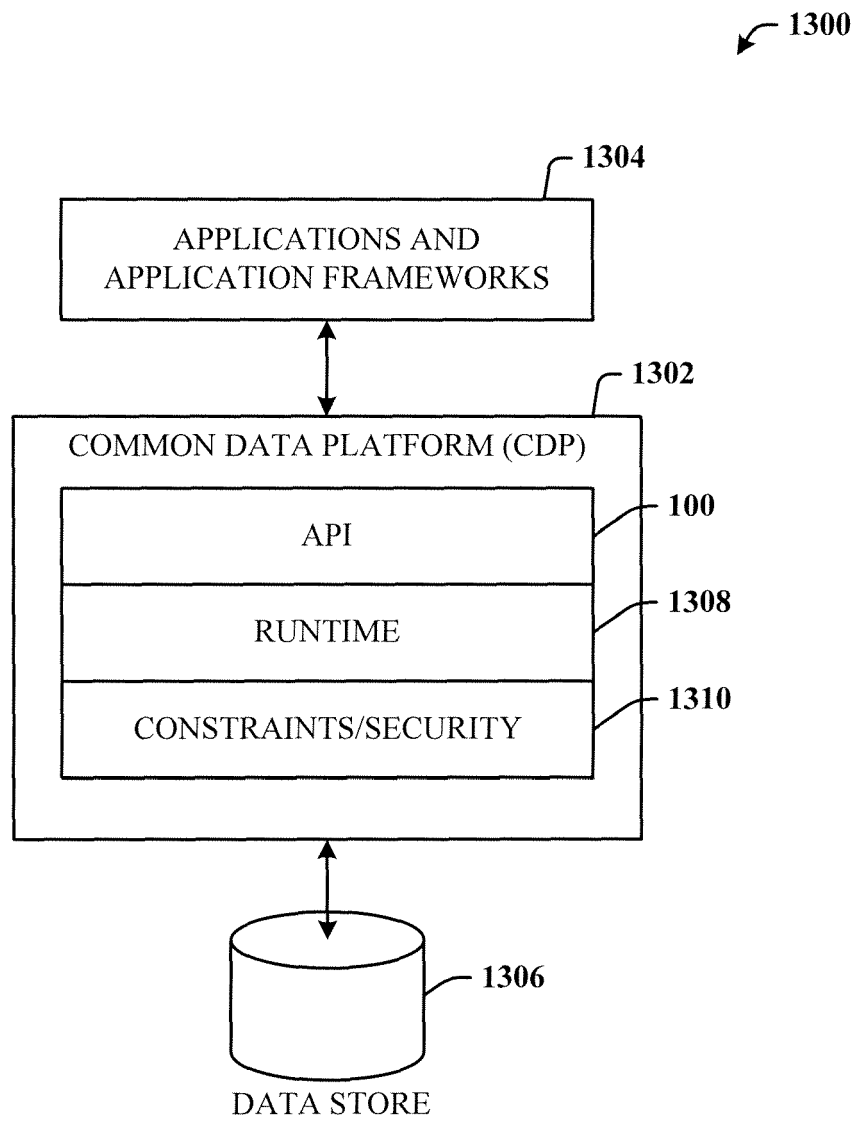 1300
1304
APPLICATIONS AND
APPLICATION FRAMEWORKS
1302
COMMON DATA PLATFORM (CDP)
100
API
1308
RUNTIME
1310
CONSTRAINTS/SECURITY
1306
DATA STORE